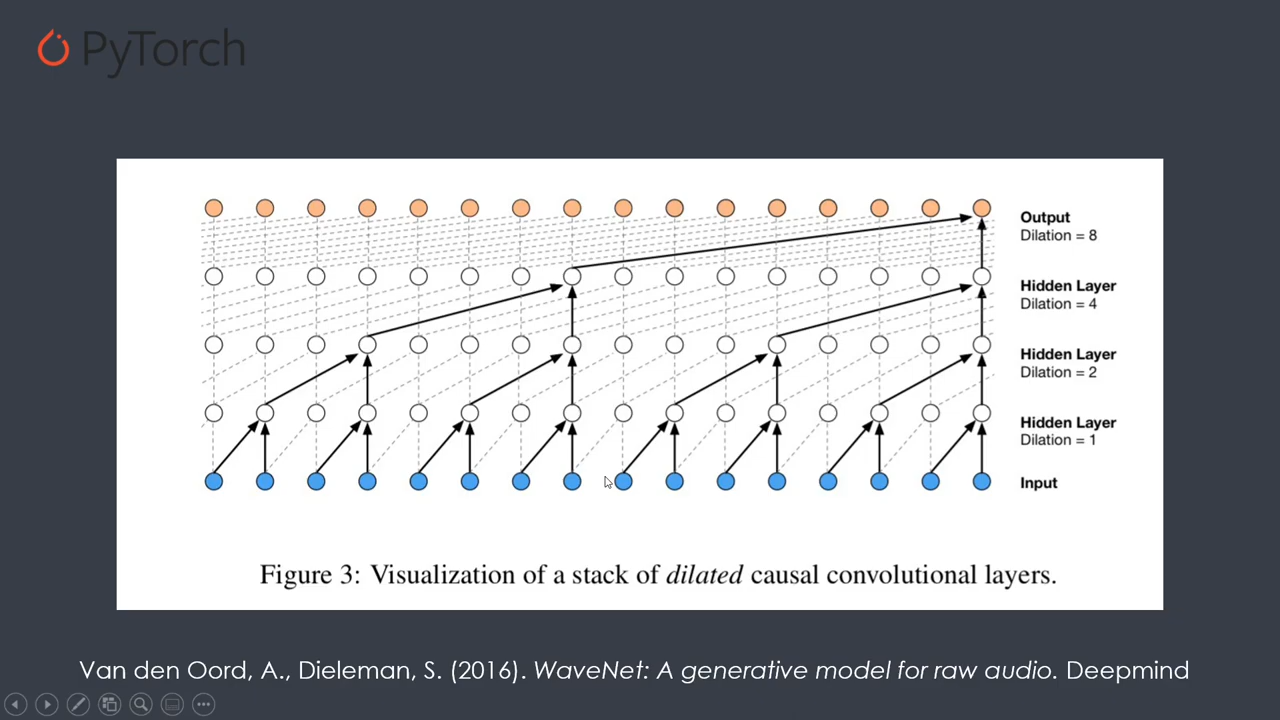 PyTorch
Output
Dilation = 8
Hidden Layer
Dilation = 4
Hidden Layer
Dilation = 2
Hidden Layer
Dilation = 1
Input
Figure 3: Visualization of a stack of dilated causal convolutional layers.
Van den Oord, A., Dieleman, S. (2016). WaveNet: A generative model for raw audio. Deepmind